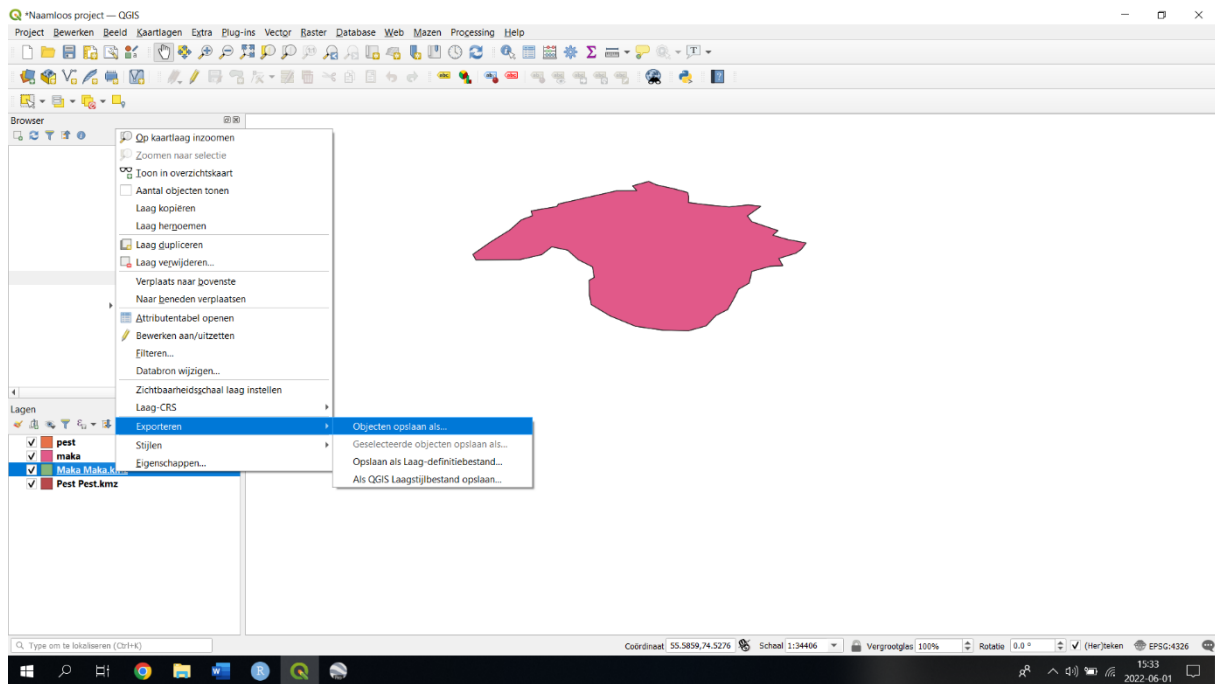 *Naamloos project — QGIS
Project Bewerken Beeld Kaartlagen Extra Plug-ins Vector Raster Database Web Mazen Processing Help
Browser
Op kaartlaag inzoomen
Zoomen naar selectie
Toon in overzichtskaart
Aantal objecten tonen
Laag kopiëren
Laag hernoemen
Laag dupliceren
Laag verwijderen...
Verplaats naar bovenste
Naar beneden verplaatsen
Attributentabel openen
Bewerken aan/uitzetten
Filteren...
Databron wijzigen...
Zichtbaarheidsschaal laag instellen
Laag-CRS
Exporteren
Stijlen
Eigenschappen...
Objecten opslaan als...
Geselecteerde objecten opslaan als...
Opslaan als Laag-definitiebestand...
Als QGIS Laagstijlbestand opslaan...
Lagen
pest
maka
Maka Maka.k
Pest Pest.kmz
Type om te lokaliseren (Ctrl+K)
Coördinaat 55.5859,74.5276 Schaal 1:34406 Vergrootglas 100% Rotatie 0.0 ° (Her)teken EPSG:4326
15:33
2022-06-01